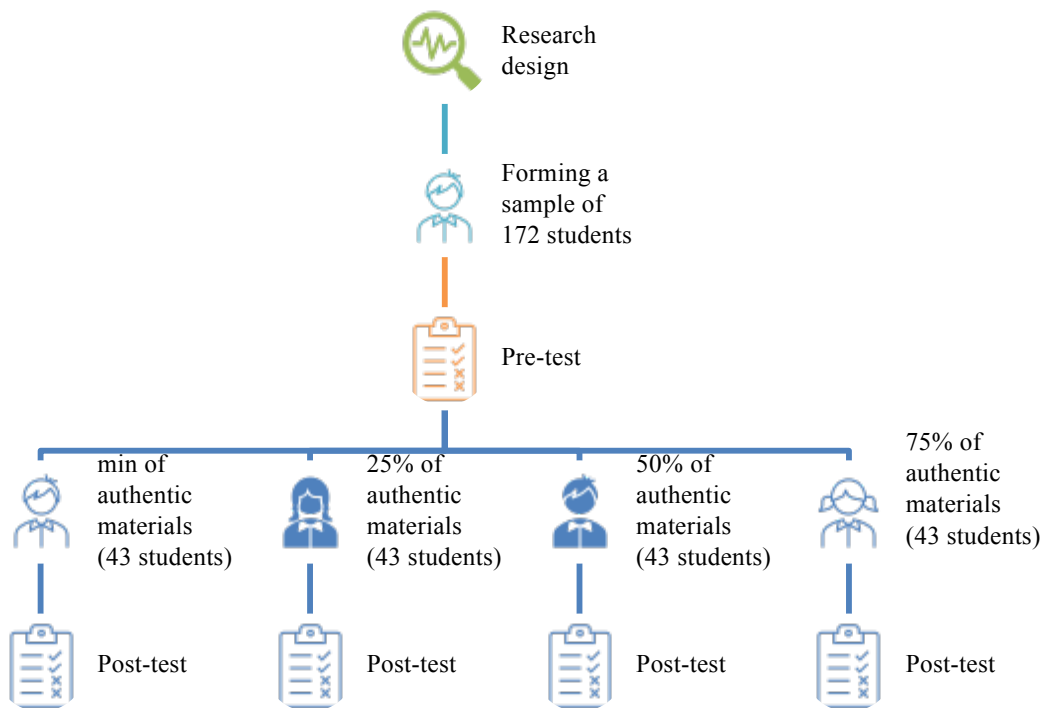 Research
design
Forming a
sample of
172 students
Pre-test
min of
authentic
materials
(43 students)
25% of
authentic
materials
(43 students)
50% of
authentic
materials
(43 students)
75% of
authentic
materials
(43 students)
Post-test
Post-test
Post-test
Post-test